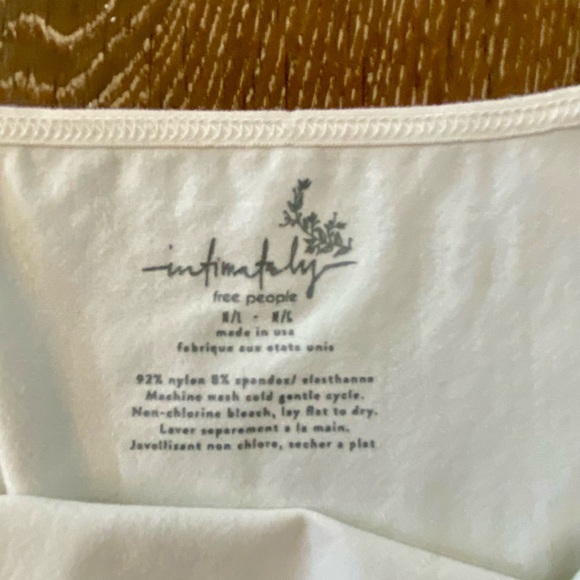 intimately
free people
M/L - M/G
made in usa
fabrique aux etats unis
92% nylon 8% spandex/ elasthanne
Machine wash cold gentle cycle.
Non-chlorine bleach, lay flat to dry.
Laver separement a la main.
Javellisant non chlore, secher a plat